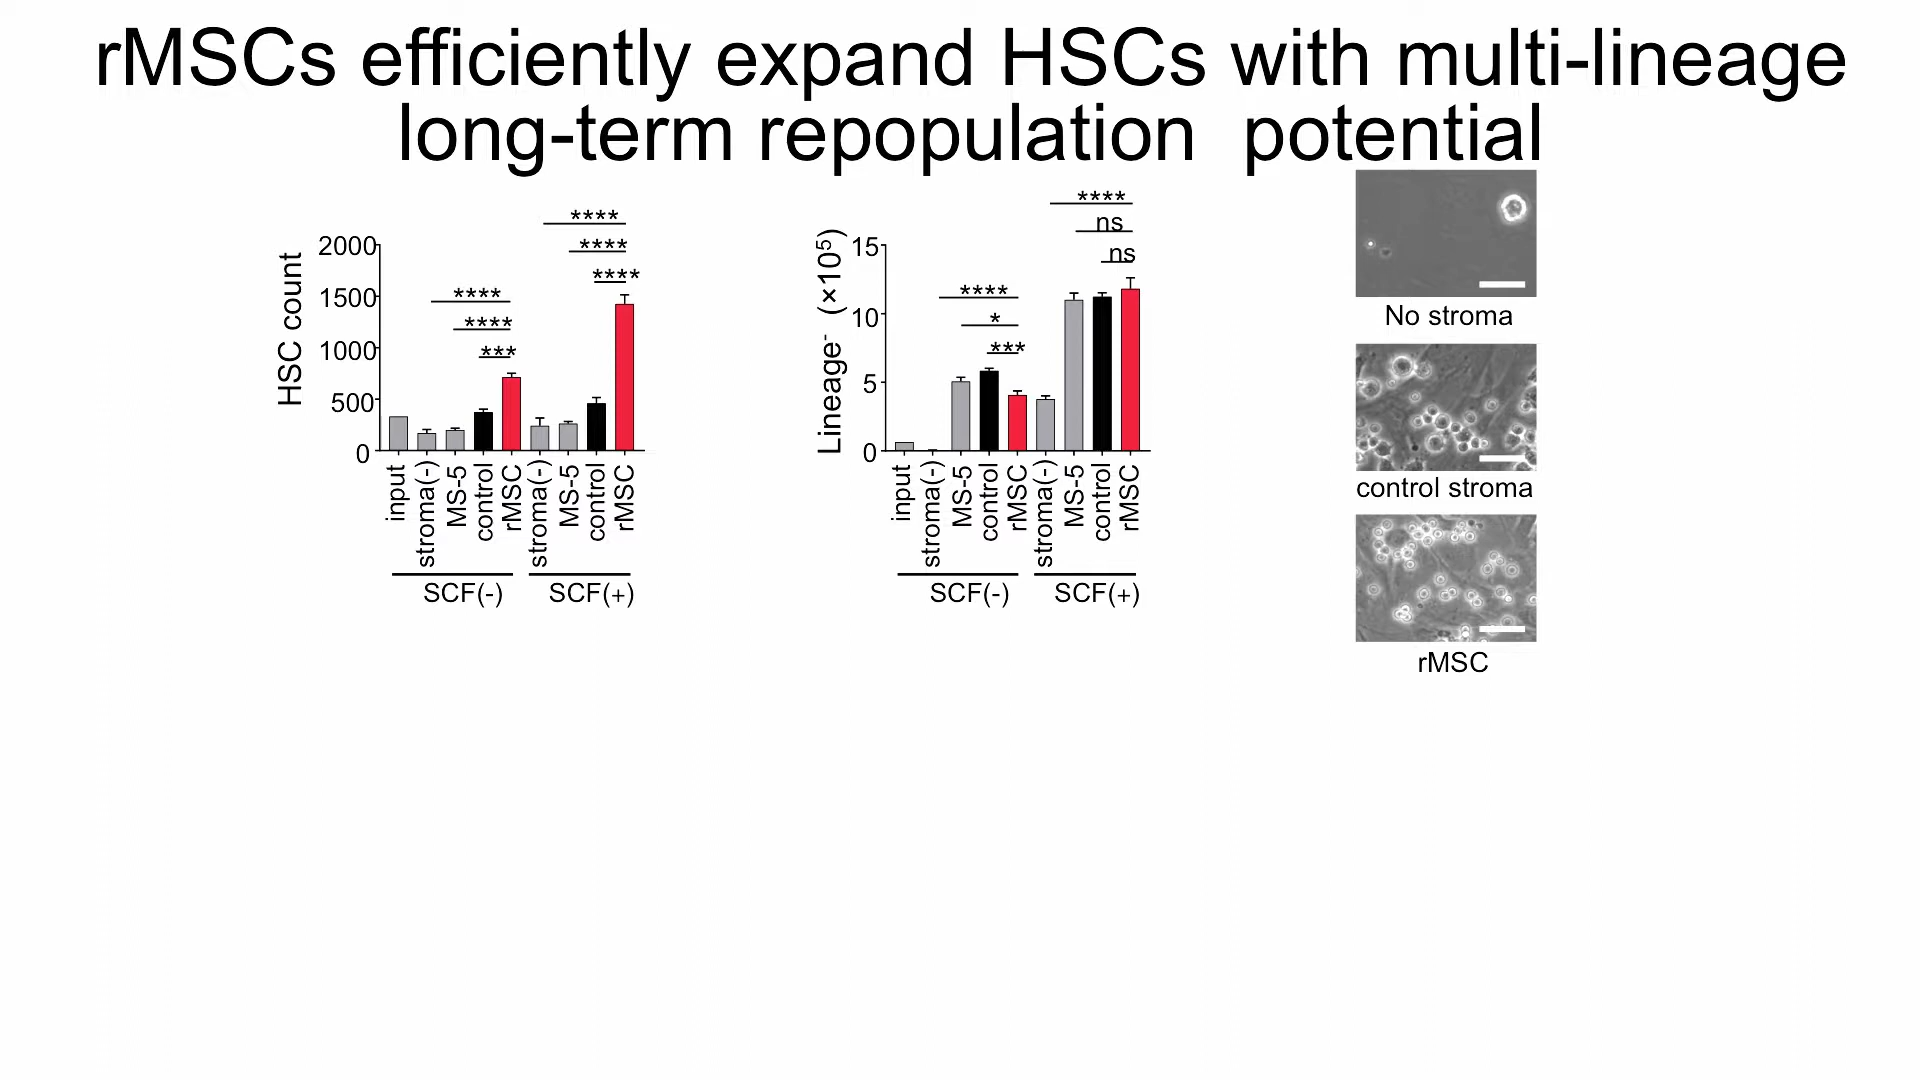 rMSCs efficiently expand HSCs with multi-lineage
long-term repopulation  potential
HSC count
2000
1500
1000
500
0
****
****
***
****
****
****
input
stroma(-)
MS-5
control
rMSC
stroma(-)
MS-5
control
rMSC
SCF(-)
SCF(+)
Lineage⁻ (×10⁵)
15
10
5
0
****
*
***
****
ns
ns
input
stroma(-)
MS-5
control
rMSC
stroma(-)
MS-5
control
rMSC
SCF(-)
SCF(+)
No stroma
control stroma
rMSC